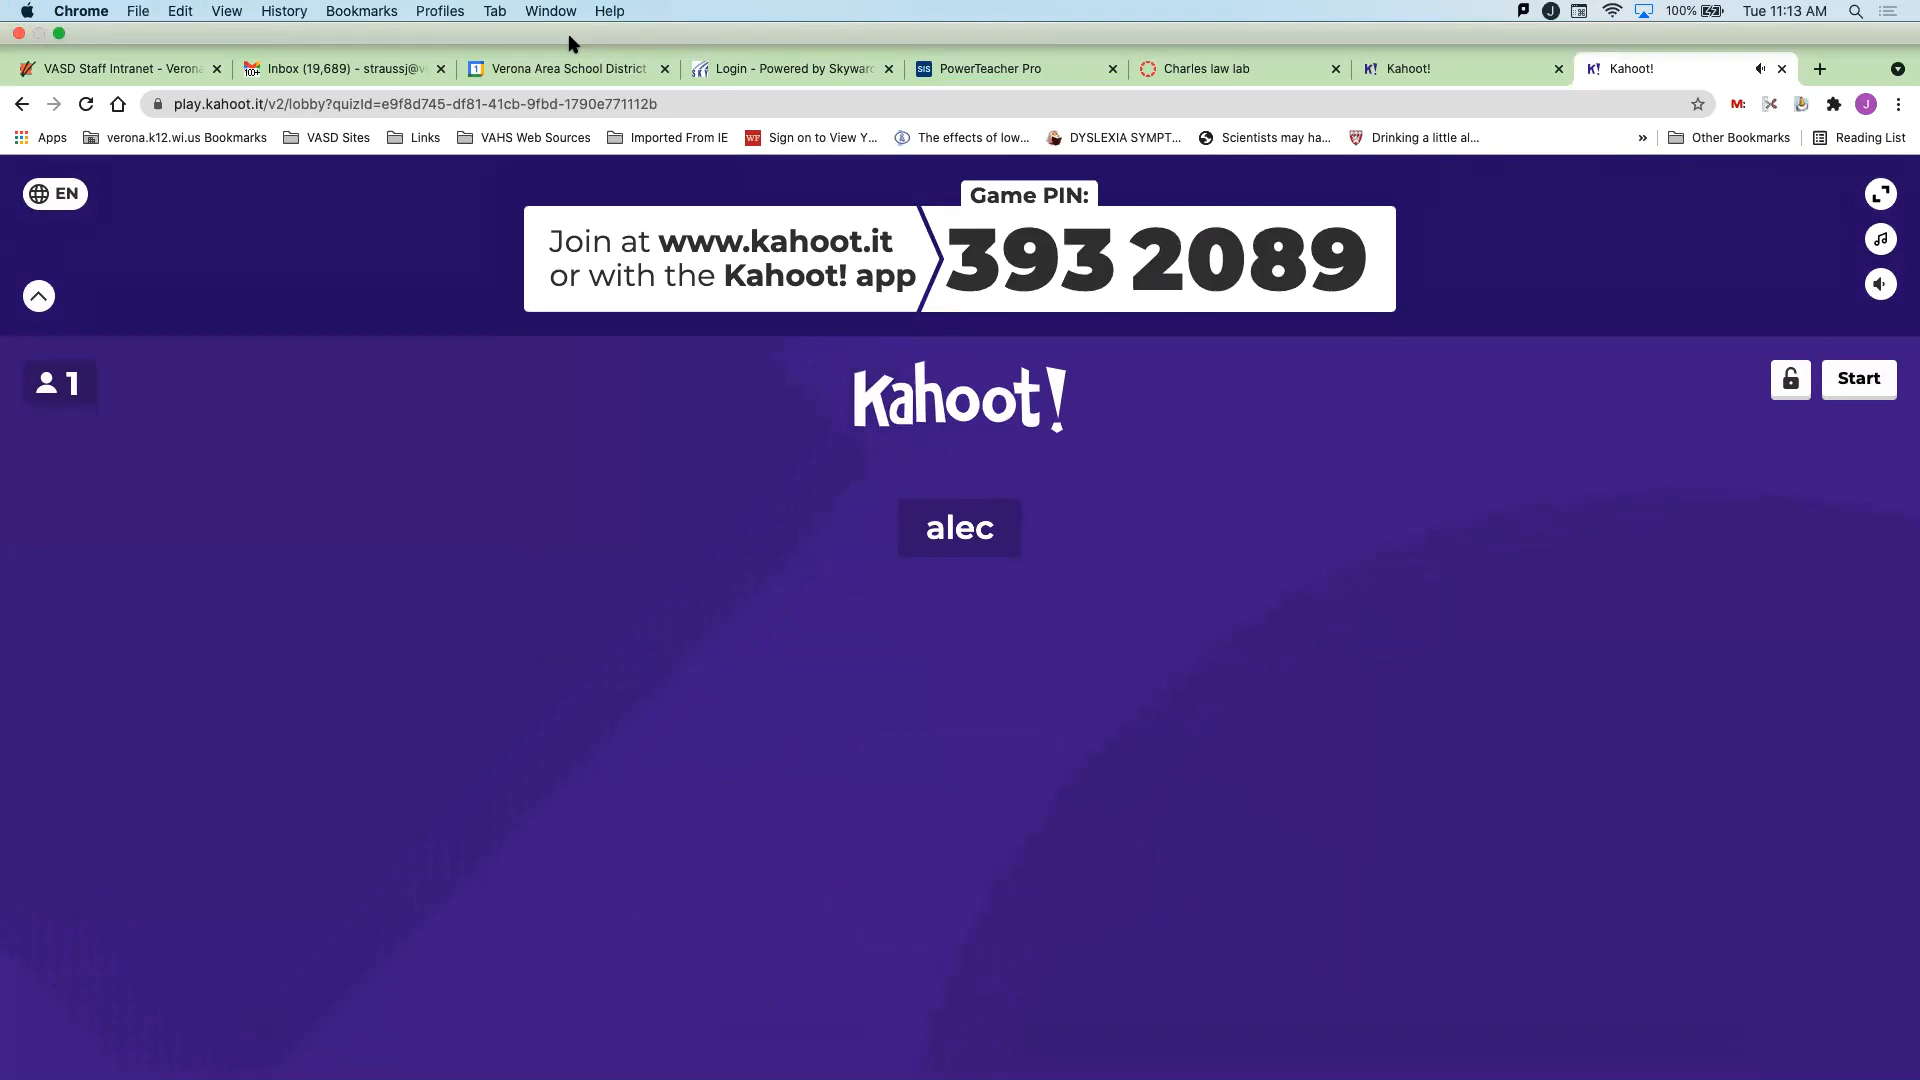 Chrome File Edit View History Bookmarks Profiles Tab Window Help
J 100% Tue 11:13 AM
VASD Staff Intranet - Verona
100+ Inbox (19,689) - straussj@v
1 Verona Area School District
Login - Powered by Skyward
SIS PowerTeacher Pro
Charles law lab
K! Kahoot!
K! Kahoot!
play.kahoot.it/v2/lobby?quizId=e9f8d745-df81-41cb-9fbd-1790e771112b
M: J
Apps verona.k12.wi.us Bookmarks VASD Sites Links VAHS Web Sources Imported From IE WF Sign on to View Y... The effects of low... DYSLEXIA SYMPT... Scientists may ha... Drinking a little al... » Other Bookmarks Reading List
EN
Game PIN:
Join at www.kahoot.it
or with the Kahoot! app
393 2089
1
Kahoot!
Start
alec